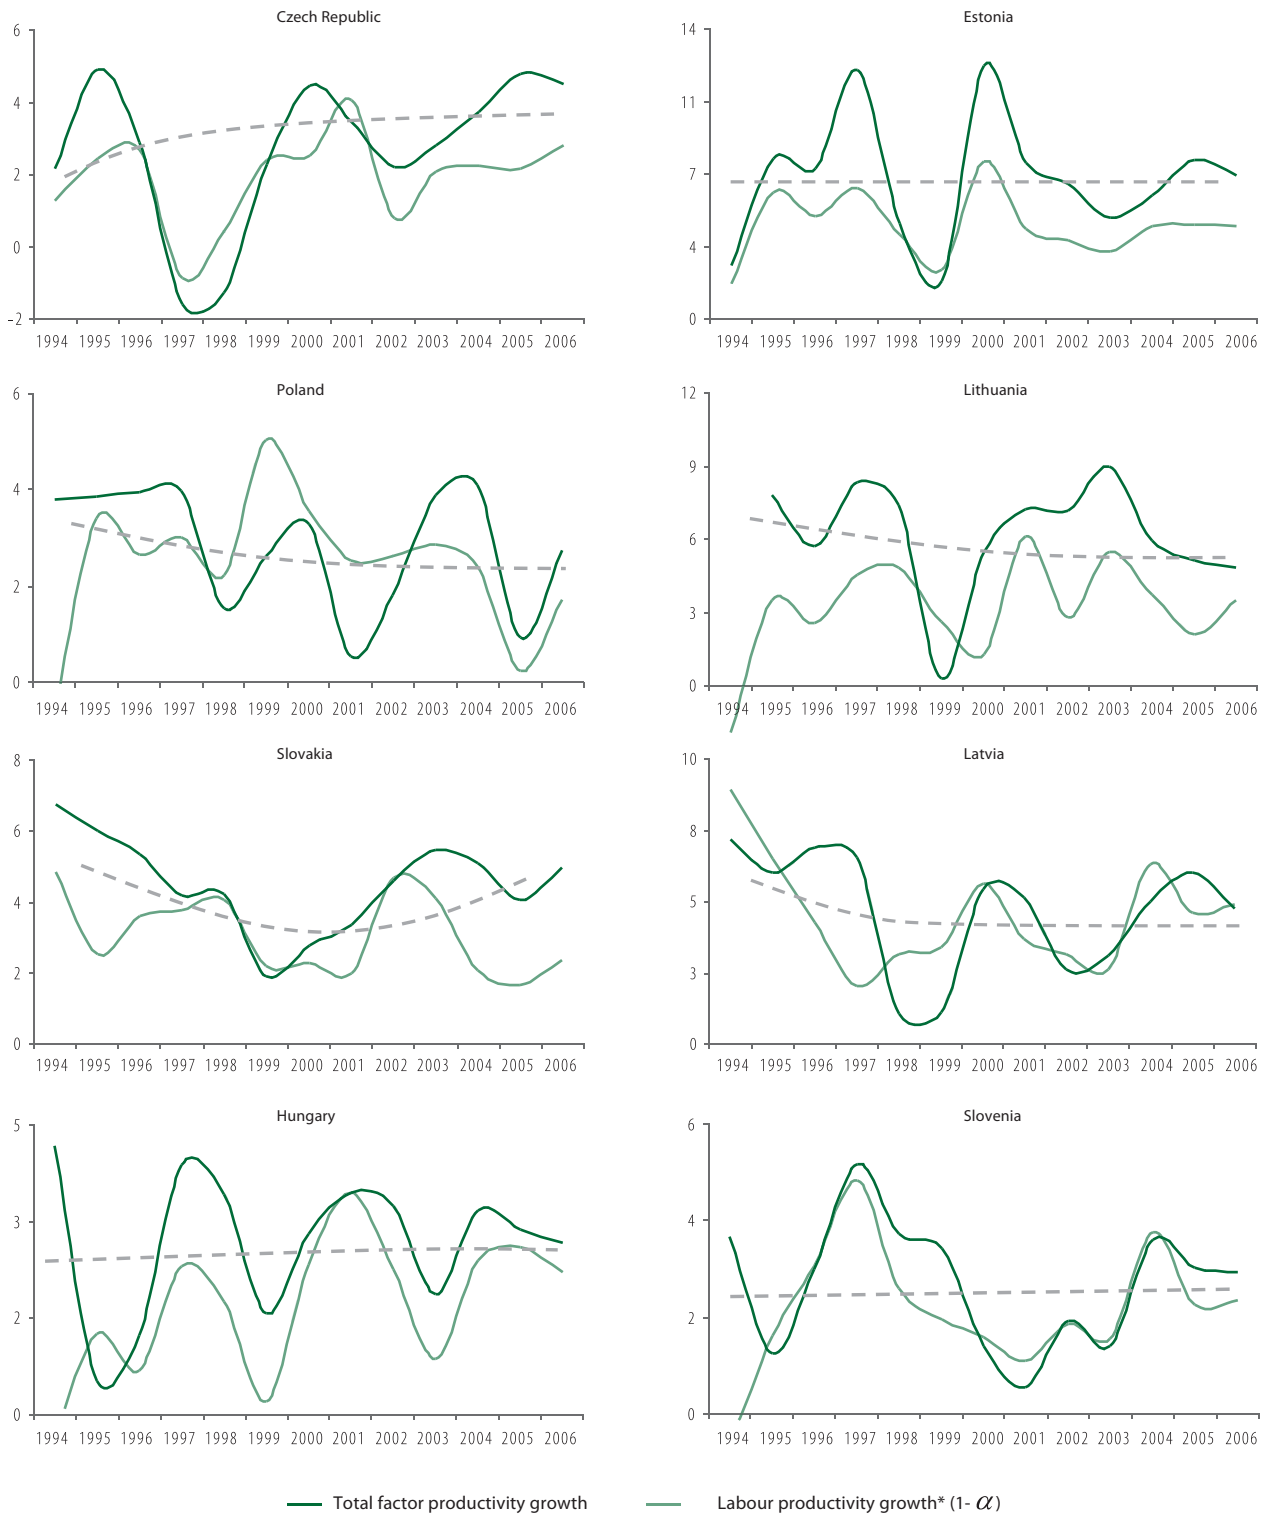 Czech Republic
6
4
2
0
–2
1994 1995 1996 1997 1998 1999 2000 2001 2002 2003 2004 2005 2006
Estonia
14
11
7
4
0
1994 1995 1996 1997 1998 1999 2000 2001 2002 2003 2004 2005 2006
Poland
6
4
2
0
1994 1995 1996 1997 1998 1999 2000 2001 2002 2003 2004 2005 2006
Lithuania
12
9
6
3
0
1994 1995 1996 1997 1998 1999 2000 2001 2002 2003 2004 2005 2006
Slovakia
8
6
4
2
0
1994 1995 1996 1997 1998 1999 2000 2001 2002 2003 2004 2005 2006
Latvia
10
8
5
3
0
1994 1995 1996 1997 1998 1999 2000 2001 2002 2003 2004 2005 2006
Hungary
5
3
2
0
1994 1995 1996 1997 1998 1999 2000 2001 2002 2003 2004 2005 2006
Slovenia
6
4
2
0
1994 1995 1996 1997 1998 1999 2000 2001 2002 2003 2004 2005 2006
Total factor productivity growth
Labour productivity growth* (1- α)